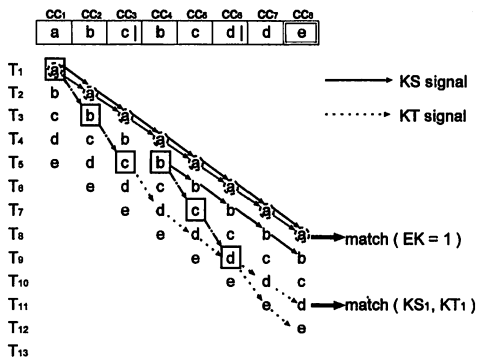 CC₁ CC₂ CC₃ CC₄ CC₅ CC₆ CC₇ CC₈
a b c| b c d| d e
T₁ a
T₂ b a
T₃ c b a
T₄ d c b a
T₅ e d c b a
T₆ e d c b a
T₇ e d c b a
T₈ e d c b a match ( EK = 1 )
T₉ e d c b
T₁₀ e d c
T₁₁ e d match ( KS₁, KT₁ )
T₁₂ e
T₁₃
KS signal
KT signal